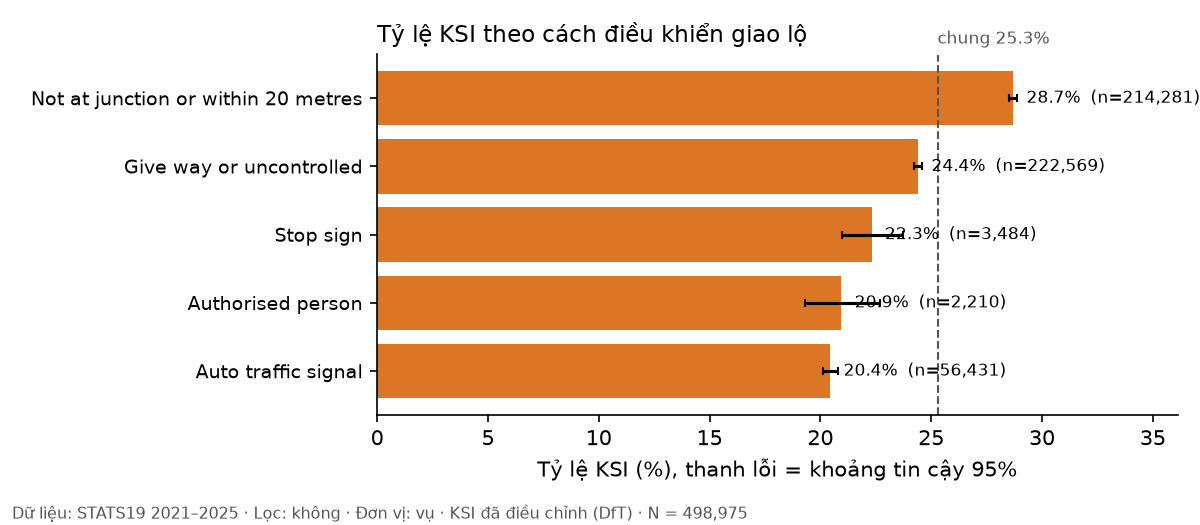 Tỷ lệ KSI theo cách điều khiển giao lộ
chung 25.3%
Not at junction or within 20 metres
28.7% (n=214,281)
Give way or uncontrolled
24.4% (n=222,569)
Stop sign
22.3% (n=3,484)
Authorised person
20.9% (n=2,210)
Auto traffic signal
20.4% (n=56,431)
0 5 10 15 20 25 30 35
Tỷ lệ KSI (%), thanh lỗi = khoảng tin cậy 95%
Dữ liệu: STATS19 2021–2025 · Lọc: không · Đơn vị: vụ · KSI đã điều chỉnh (DfT) · N = 498,975